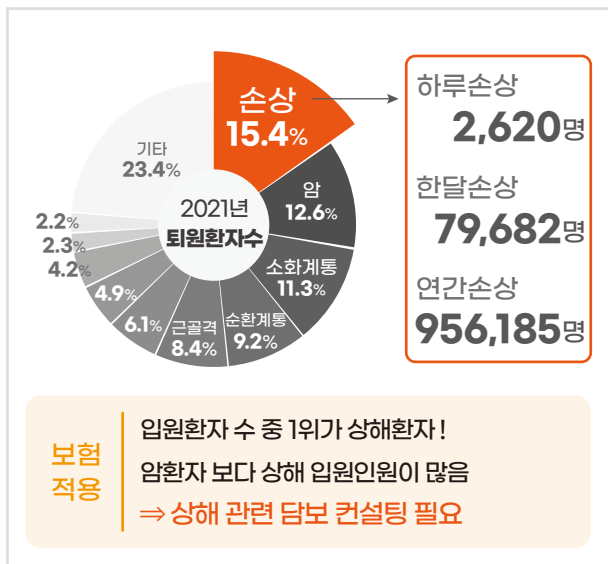 손상
15.4%
암
12.6%
소화계통
11.3%
순환계통
9.2%
근골격
8.4%
6.1%
4.9%
4.2%
2.3%
2.2%
기타
23.4%
2021년
퇴원환자수
하루손상
2,620명
한달손상
79,682명
연간손상
956,185명
보험
적용
입원환자 수 중 1위가 상해환자 !
암환자 보다 상해 입원인원이 많음
⇒ 상해 관련 담보 컨설팅 필요